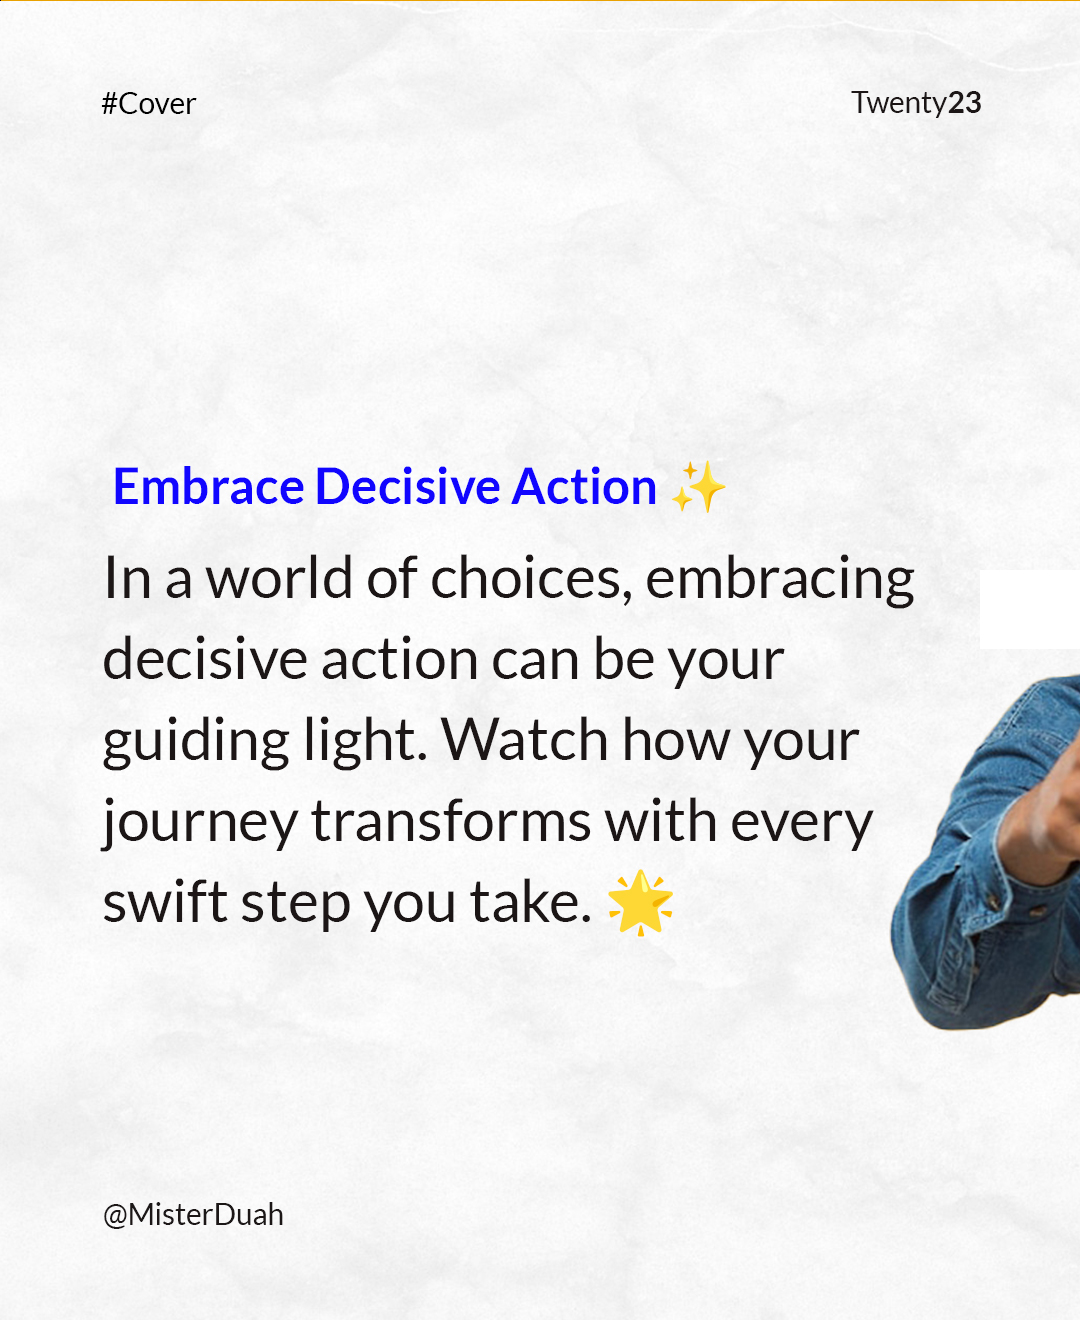 #Cover
Twenty23
Embrace Decisive Action ✨
In a world of choices, embracing
decisive action can be your
guiding light. Watch how your
journey transforms with every
swift step you take. 🌟
@MisterDuah